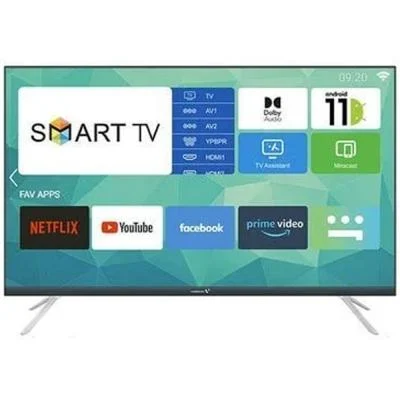 09:20
SMART TV
TV
AV1
AV2
YPBPR
HDMI1
HDMI2
Dolby
Audio
android
11
TV Assistant
Miracast
FAV APPS
NETFLIX
YouTube
facebook
prime video